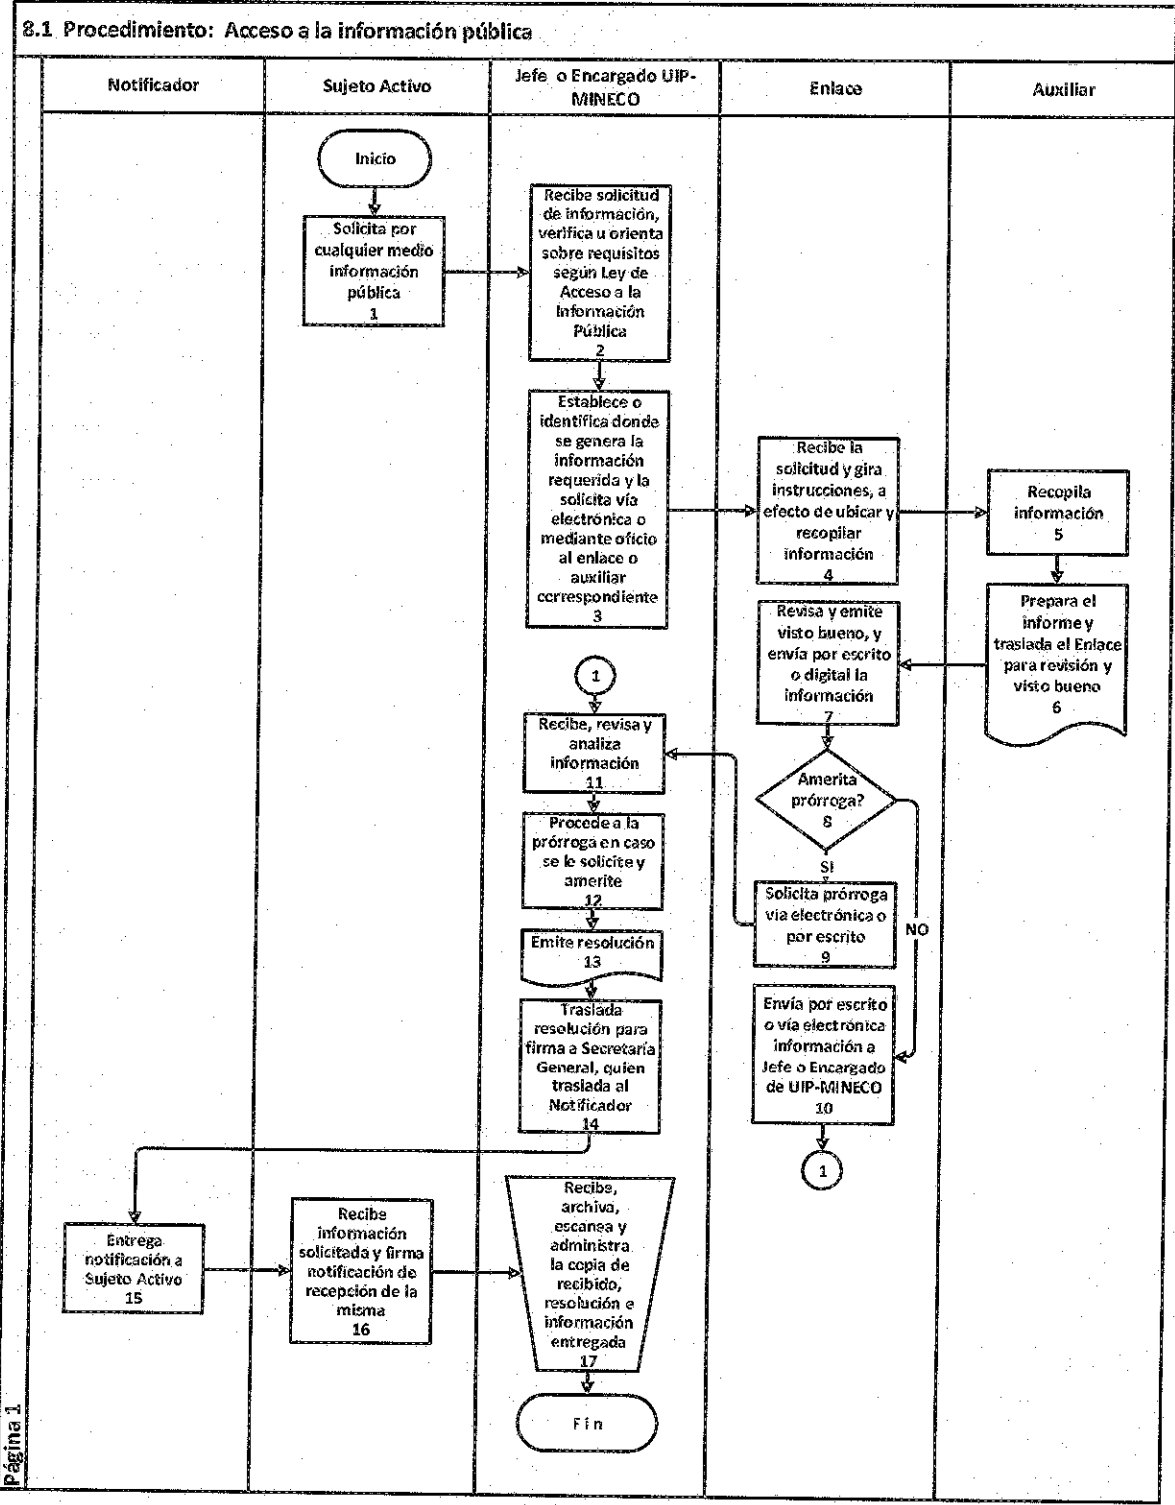 8.1 Procedimiento: Acceso a la información pública
Notificador
Sujeto Activo
Jefe o Encargado UIP-
MINECO
Enlace
Auxiliar
Inicio
Solicita por
cualquier medio
información
pública
1
Recibe solicitud
de información,
verifica u orienta
sobre requisitos
según Ley de
Acceso a la
Información
Pública
2
Establece o
identifica donde
se genera la
información
requerida y la
solicita vía
electrónica o
mediante oficio
al enlace o
auxiliar
correspondiente
3
Recibe la
solicitud y gira
instrucciones, a
efecto de ubicar y
recopilar
información
4
Recopila
información
5
Prepara el
informe y
traslada el Enlace
para revisión y
visto bueno
6
Revisa y emite
visto bueno, y
envía por escrito
o digital la
información
7
Amerita
prórroga?
8
SI
NO
Solicita prórroga
via electrónica o
por escrito
9
Envía por escrito
o vía electrónica
información a
Jefe o Encargado
de UIP-MINECO
10
1
1
Recibe, revisa y
analiza
información
11
Procede a la
prórroga en caso
se le solicite y
amerite
12
Emite resolución
13
Traslada
resolución para
firma a Secretaría
General, quien
traslada al
Notificador
14
Entrega
notificación a
Sujeto Activo
15
Recibe
información
solicitada y firma
notificación de
recepción de la
misma
16
Recibe,
archiva,
escanea y
administra
la copia de
recibido,
resolución e
información
entregada
17
Fin
Página 1